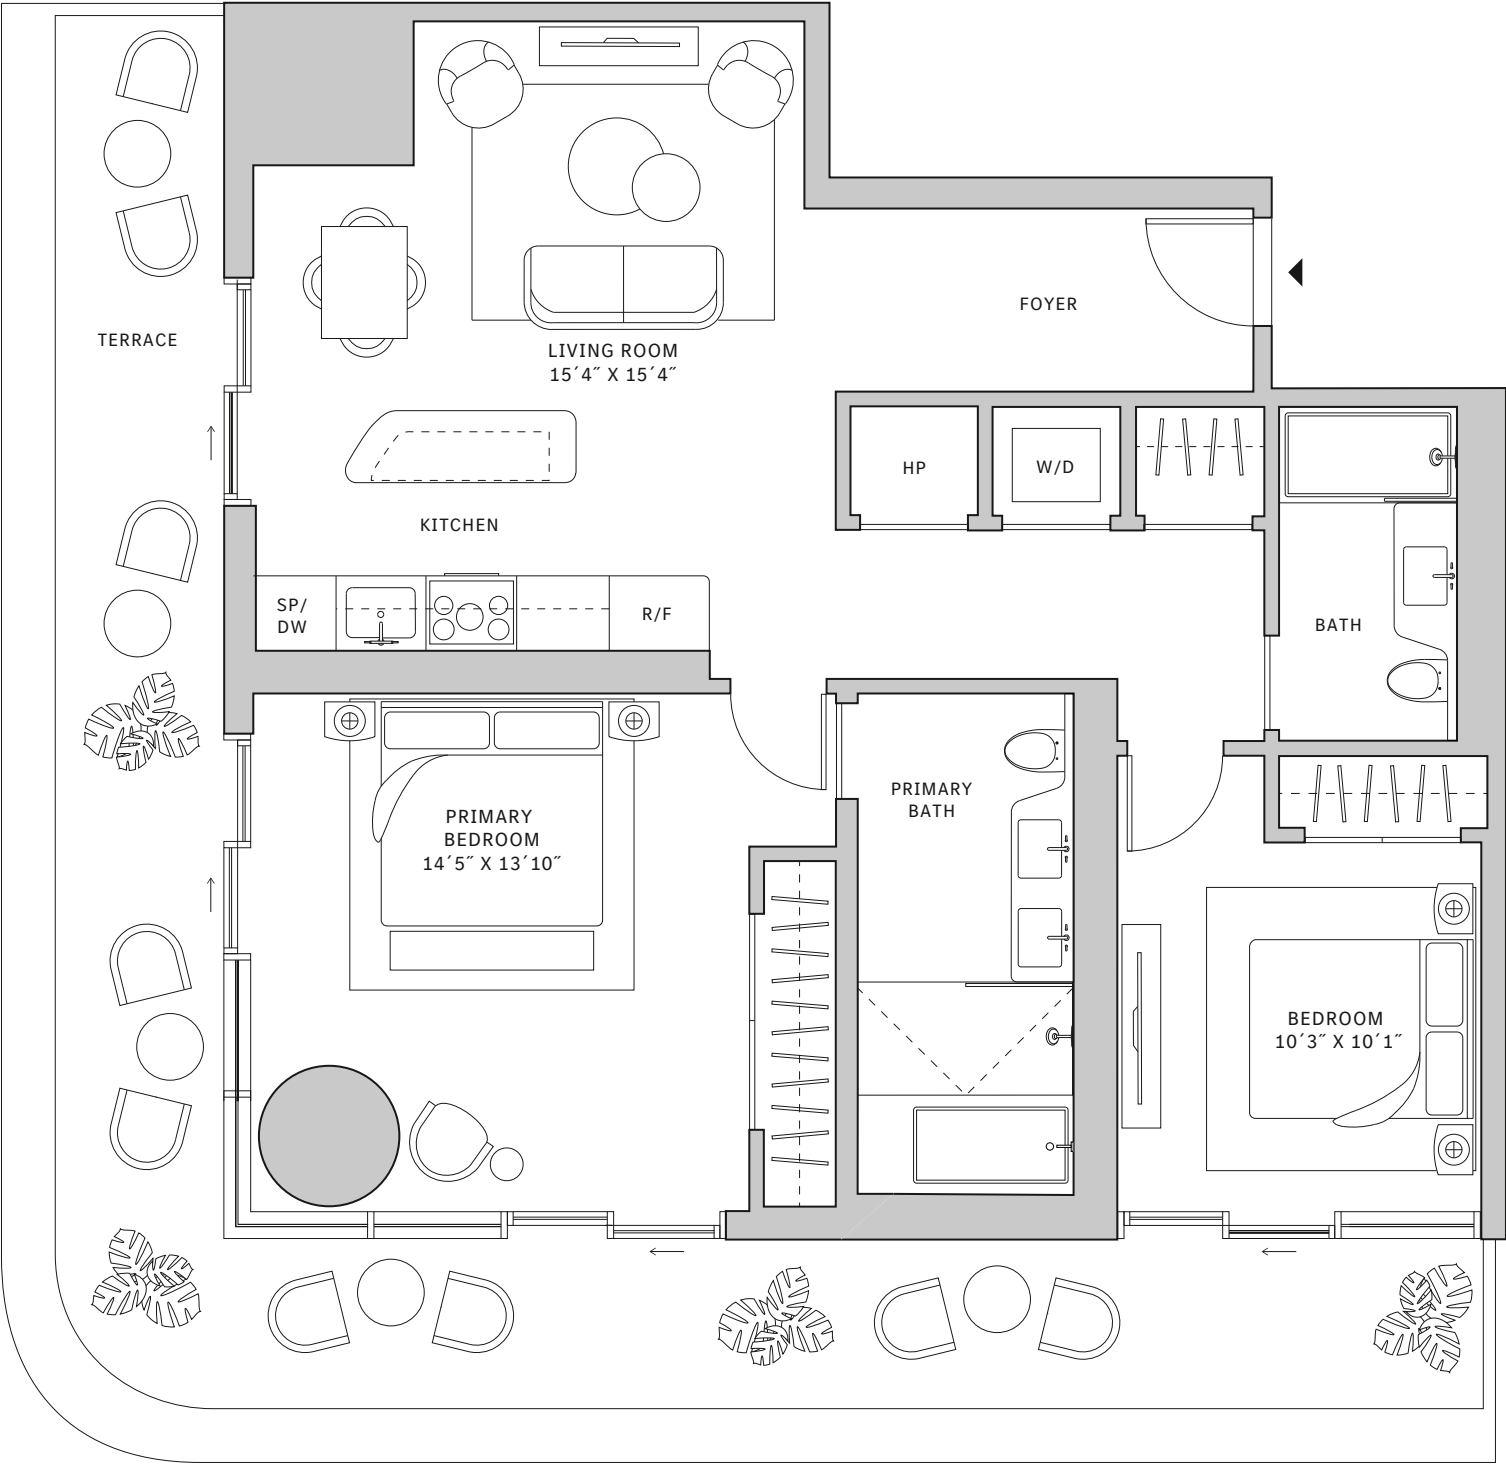 TERRACE
LIVING ROOM
15´4˝ X 15´4˝
FOYER
KITCHEN
HP
W/D
SP/
DW
R/F
BATH
PRIMARY
BEDROOM
14´5˝ X 13´10˝
PRIMARY
BATH
BEDROOM
10´3˝ X 10´1˝